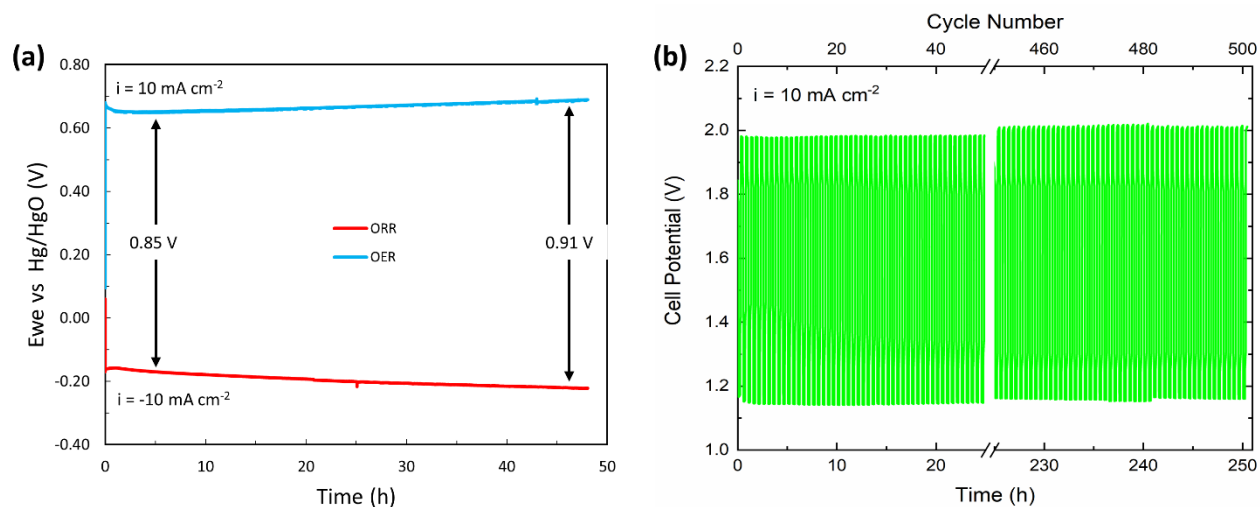 (a)
0.80
0.60
0.40
0.20
0.00
-0.20
-0.40
Ewe vs Hg/HgO (V)
i = 10 mA cm-2
0.85 V
ORR
OER
0.91 V
i = -10 mA cm-2
0 10 20 30 40 50
Time (h)
(b)
Cycle Number
0 20 40 460 480 500
2.2
2.0
1.8
1.6
1.4
1.2
1.0
Cell Potential (V)
i = 10 mA cm-2
0 10 20 230 240 250
Time (h)